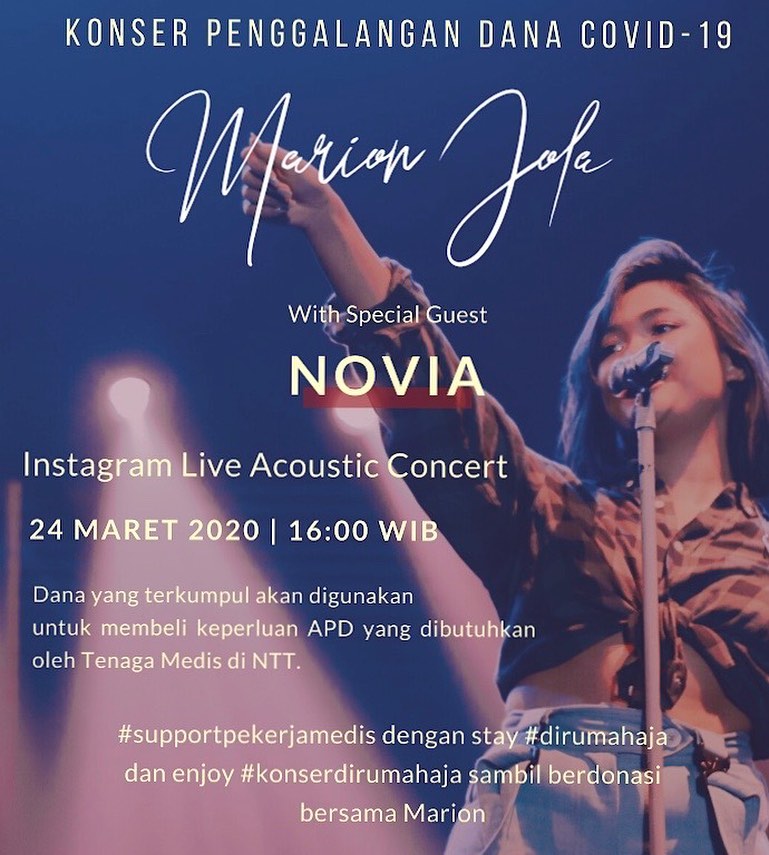 KONSER PENGGALANGAN DANA COVID-19
Marion Jola
With Special Guest
NOVIA
Instagram Live Acoustic Concert
24 MARET 2020 | 16:00 WIB
Dana yang terkumpul akan digunakan
untuk membeli keperluan APD yang dibutuhkan
oleh Tenaga Medis di NTT.
#supportpekerjamedis dengan stay #dirumahaja
dan enjoy #konserdirumahaja sambil berdonasi
bersama Marion